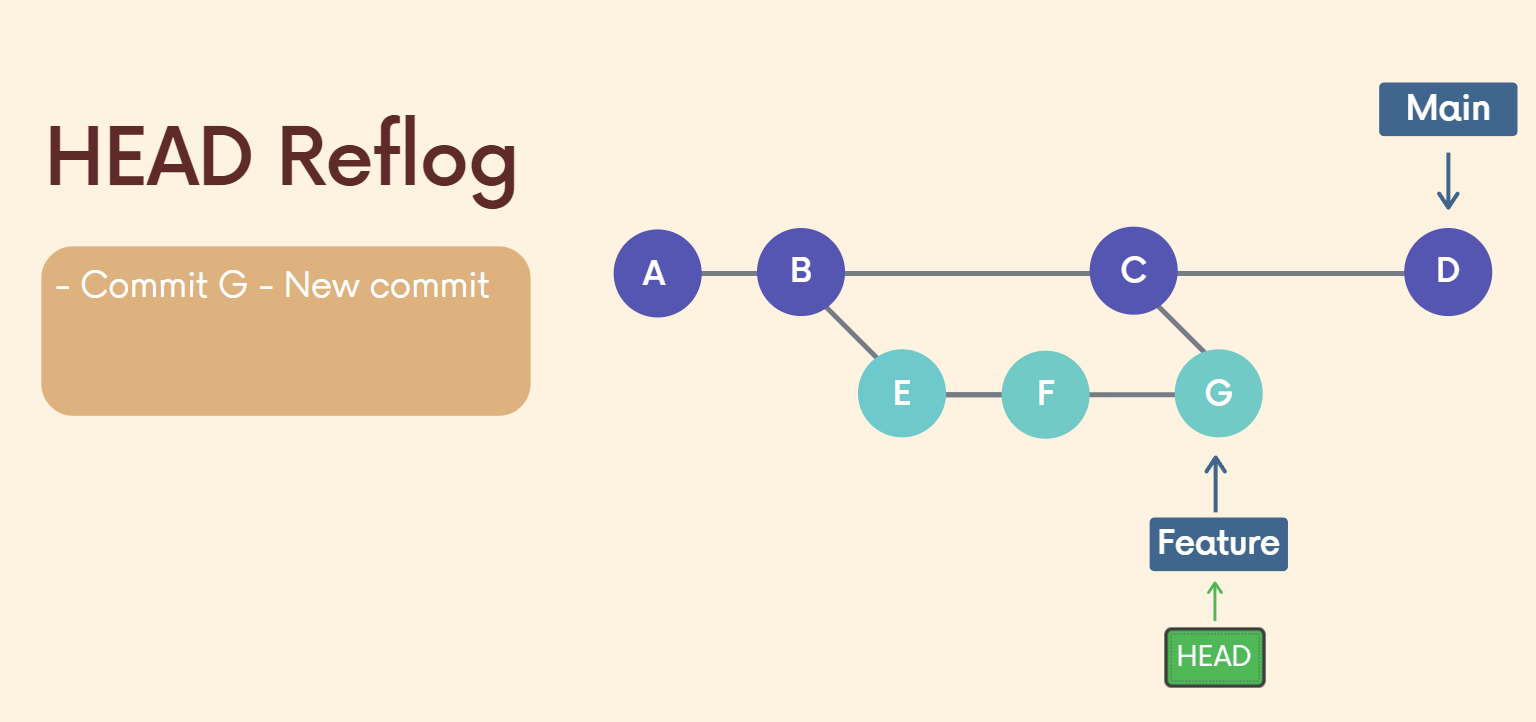 HEAD Reflog
- Commit G - New commit
Main
A
B
C
D
E
F
G
Feature
HEAD